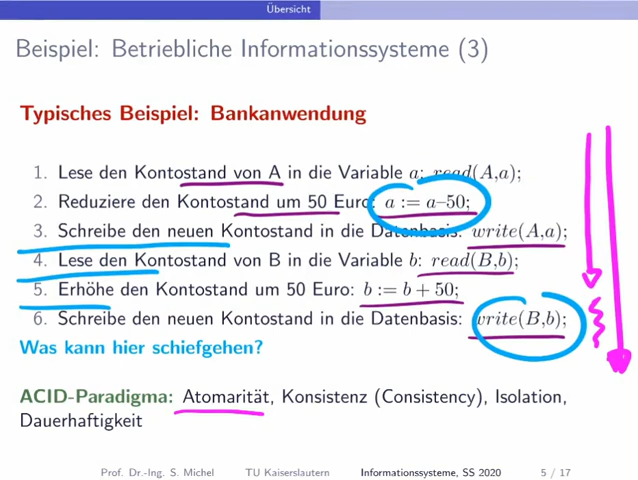 Übersicht
Beispiel: Betriebliche Informationssysteme (3)
Typisches Beispiel: Bankanwendung
1. Lese den Kontostand von A in die Variable a: read(A,a);
2. Reduziere den Kontostand um 50 Euro: a := a–50;
3. Schreibe den neuen Kontostand in die Datenbasis: write(A,a);
4. Lese den Kontostand von B in die Variable b: read(B,b);
5. Erhöhe den Kontostand um 50 Euro: b := b + 50;
6. Schreibe den neuen Kontostand in die Datenbasis: write(B,b);
Was kann hier schiefgehen?
ACID-Paradigma: Atomarität, Konsistenz (Consistency), Isolation,
Dauerhaftigkeit
Prof. Dr.-Ing. S. Michel TU Kaiserslautern Informationssysteme, SS 2020 5 / 17